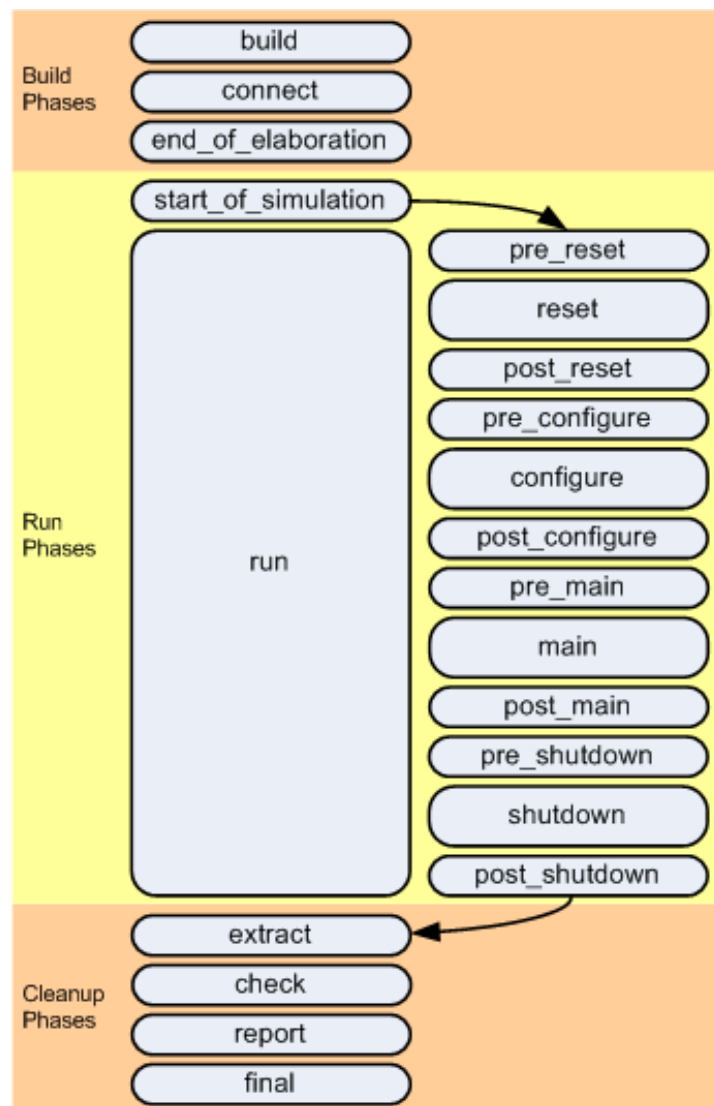 Build
Phases
build
connect
end_of_elaboration
Run
Phases
start_of_simulation
run
pre_reset
reset
post_reset
pre_configure
configure
post_configure
pre_main
main
post_main
pre_shutdown
shutdown
post_shutdown
Cleanup
Phases
extract
check
report
final